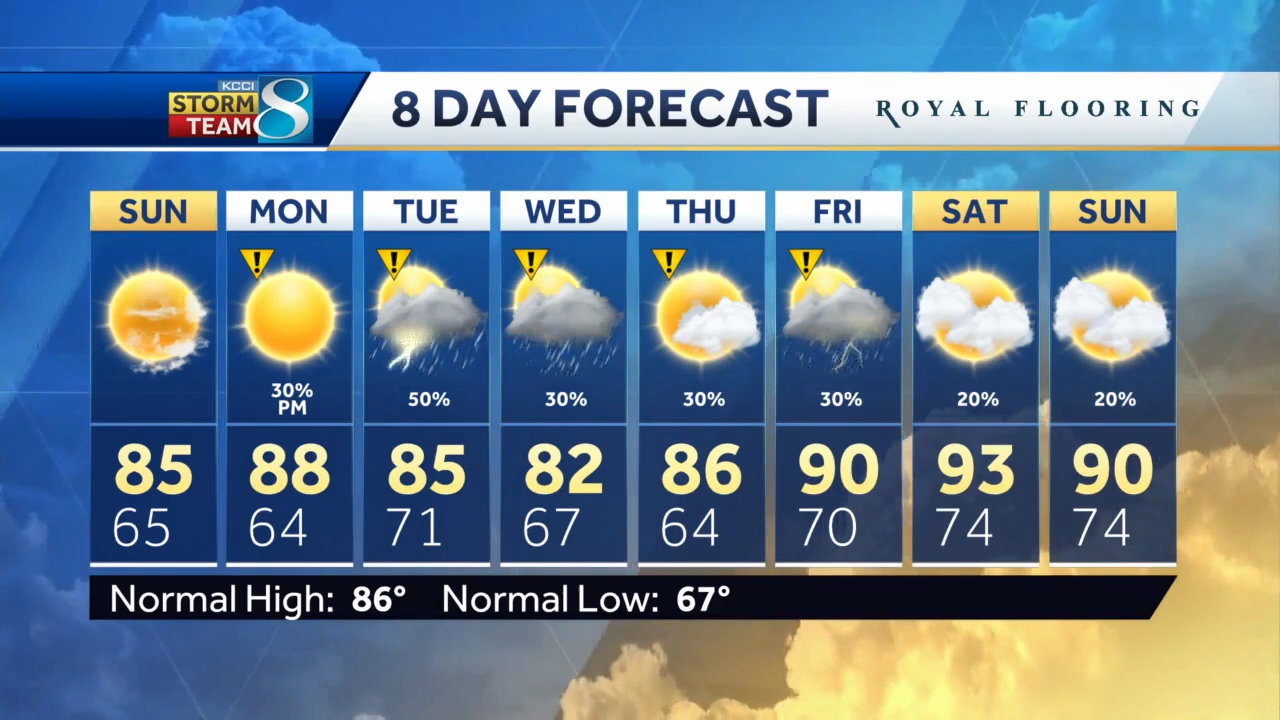 KCCI
STORM
TEAM
8
8 DAY FORECAST
ROYAL FLOORING
SUN MON TUE WED THU FRI SAT SUN
! ! ! ! !
30% PM 50% 30% 30% 30% 20% 20%
85 88 85 82 86 90 93 90
65 64 71 67 64 70 74 74
Normal High: 86° Normal Low: 67°